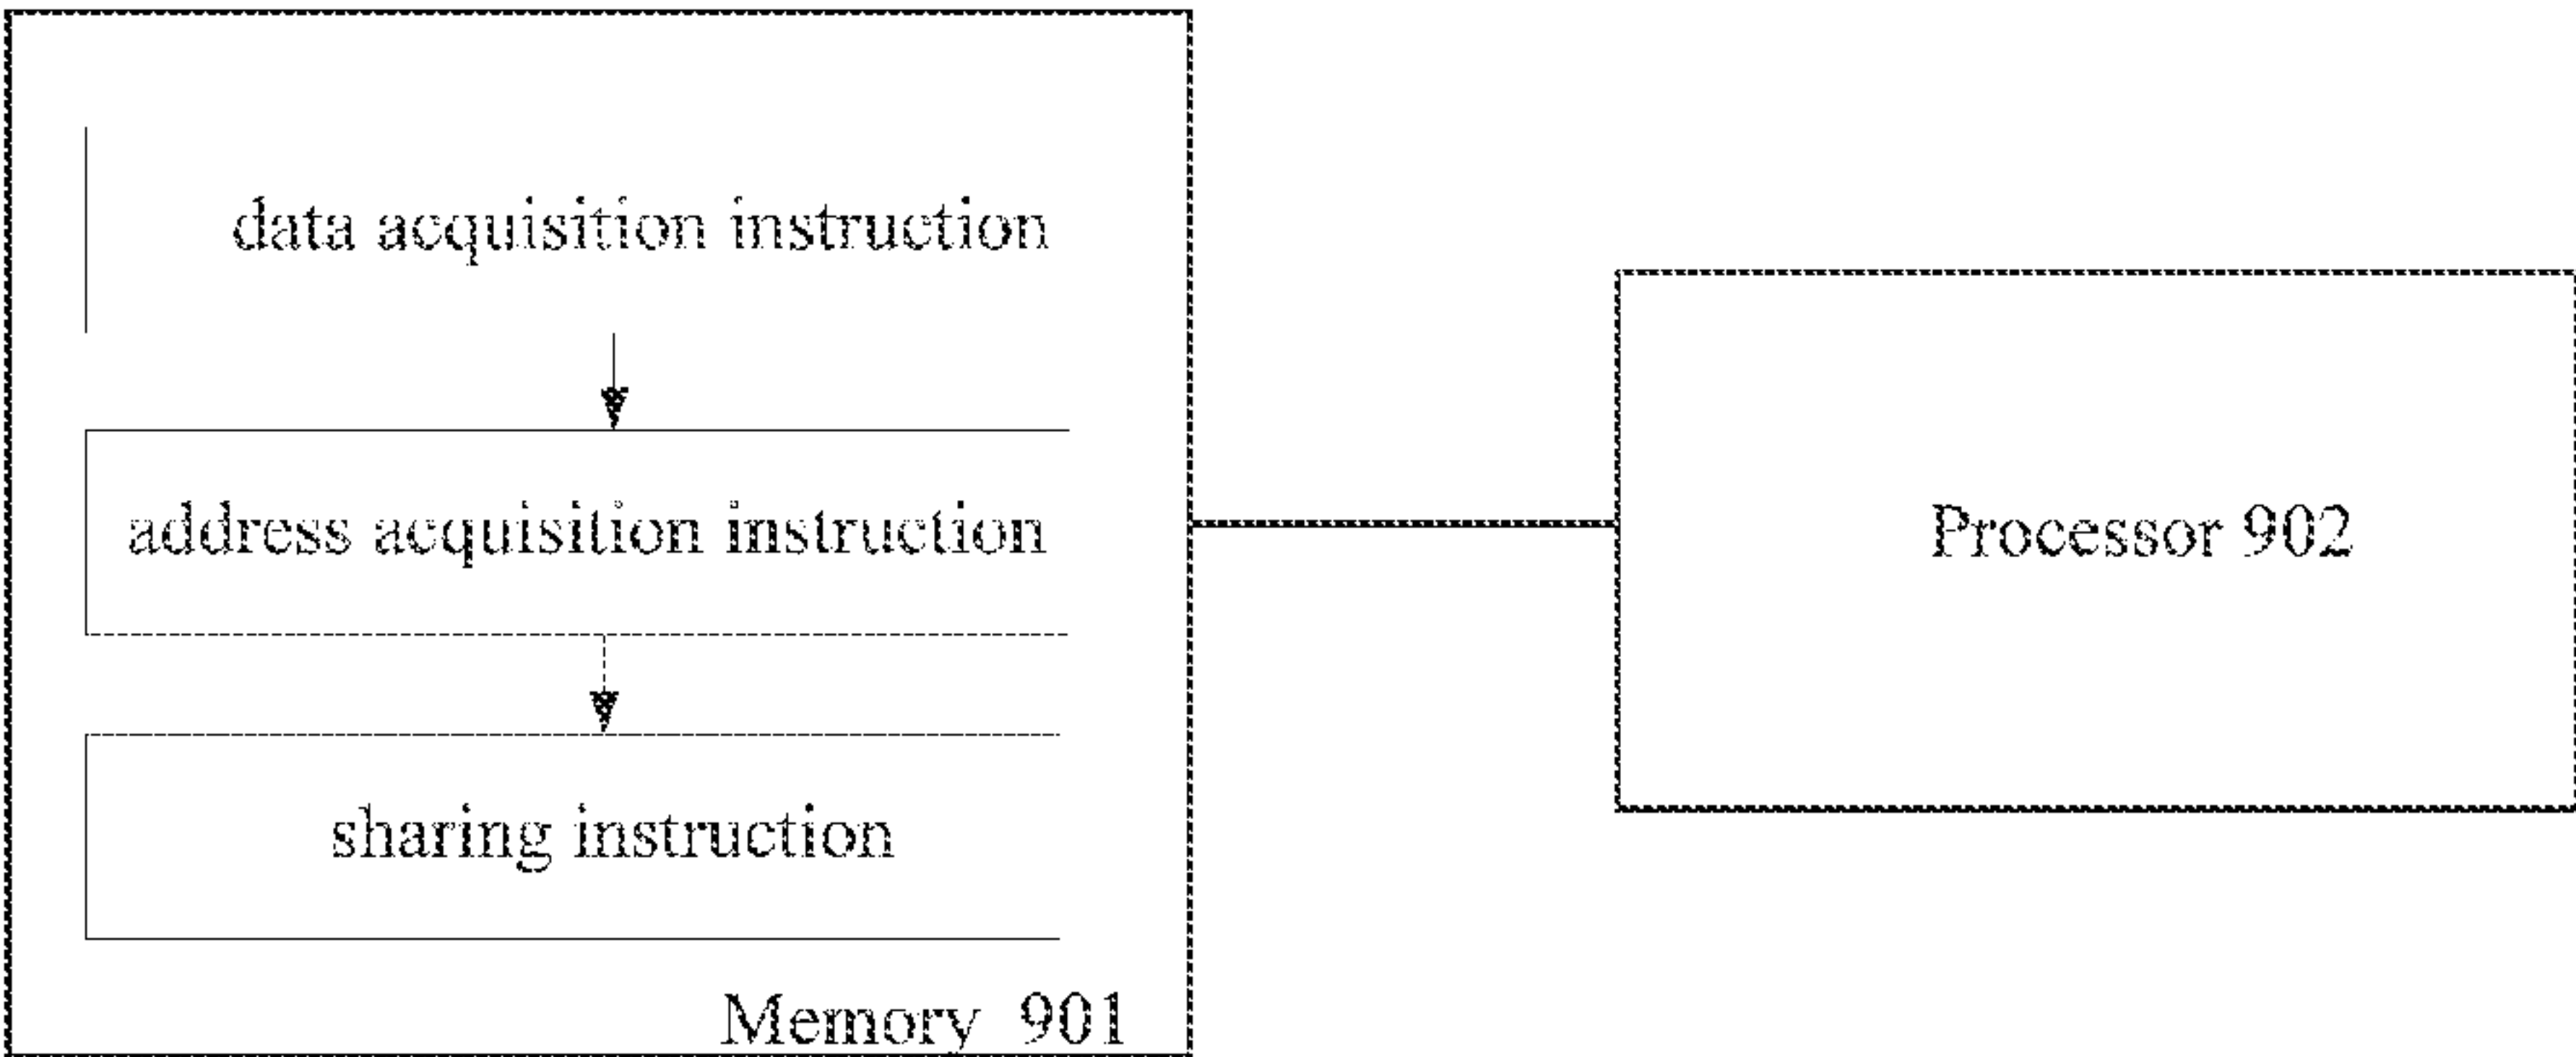 data acquisition instruction
address acquisition instruction
Processor 902
sharing instruction
Memory 901